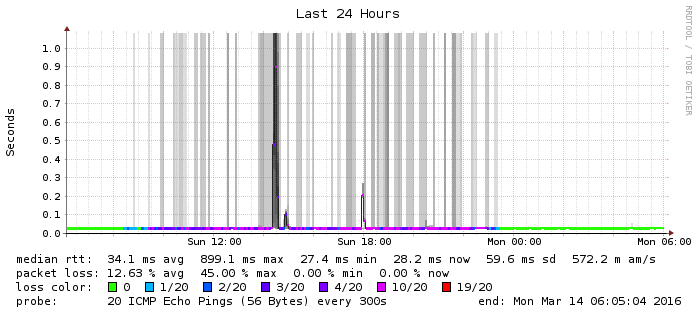 Last 24 Hours
RRDTOOL / TOBI OETIKER
Seconds
1.0
0.9
0.8
0.7
0.6
0.5
0.4
0.3
0.2
0.1
0.0
Sun 12:00 Sun 18:00 Mon 00:00 Mon 06:00
median rtt: 34.1 ms avg 899.1 ms max 27.4 ms min 28.2 ms now 59.6 ms sd 572.2 m am/s
packet loss: 12.63 % avg 45.00 % max 0.00 % min 0.00 % now
loss color: 0 1/20 2/20 3/20 4/20 10/20 19/20
probe: 20 ICMP Echo Pings (56 Bytes) every 300s end: Mon Mar 14 06:05:04 2016